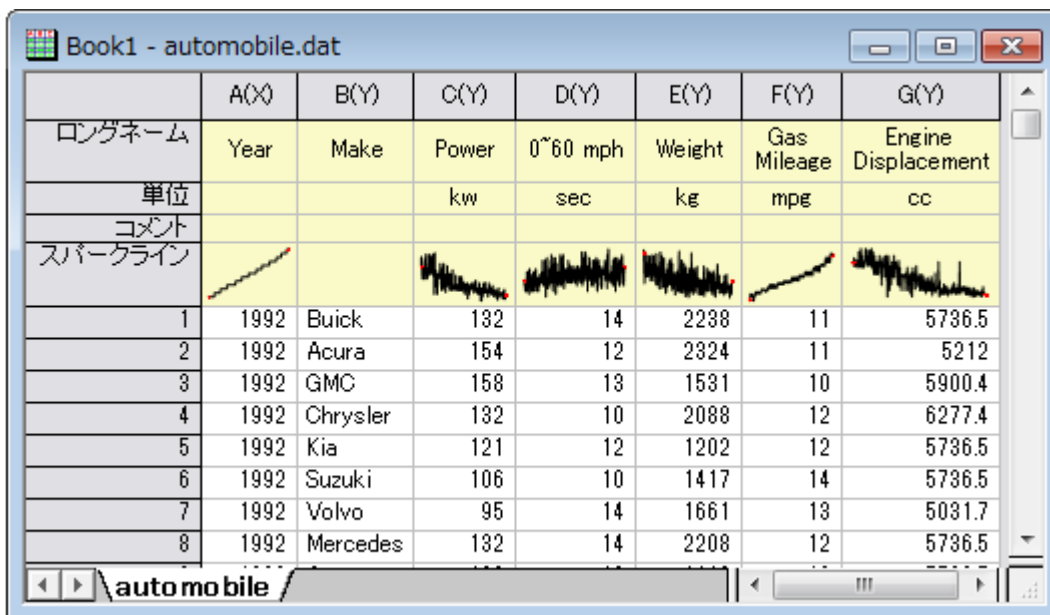 Book1 - automobile.dat
A(X) B(Y) C(Y) D(Y) E(Y) F(Y) G(Y)
ロングネーム Year Make Power 0~60 mph Weight Gas Mileage Engine Displacement
単位 kw sec kg mpg cc
コメント
スパークライン
1 1992 Buick 132 14 2238 11 5736.5
2 1992 Acura 154 12 2324 11 5212
3 1992 GMC 158 13 1531 10 5900.4
4 1992 Chrysler 132 10 2088 12 6277.4
5 1992 Kia 121 12 1202 12 5736.5
6 1992 Suzuki 106 10 1417 14 5736.5
7 1992 Volvo 95 14 1661 13 5031.7
8 1992 Mercedes 132 14 2208 12 5736.5
automobile